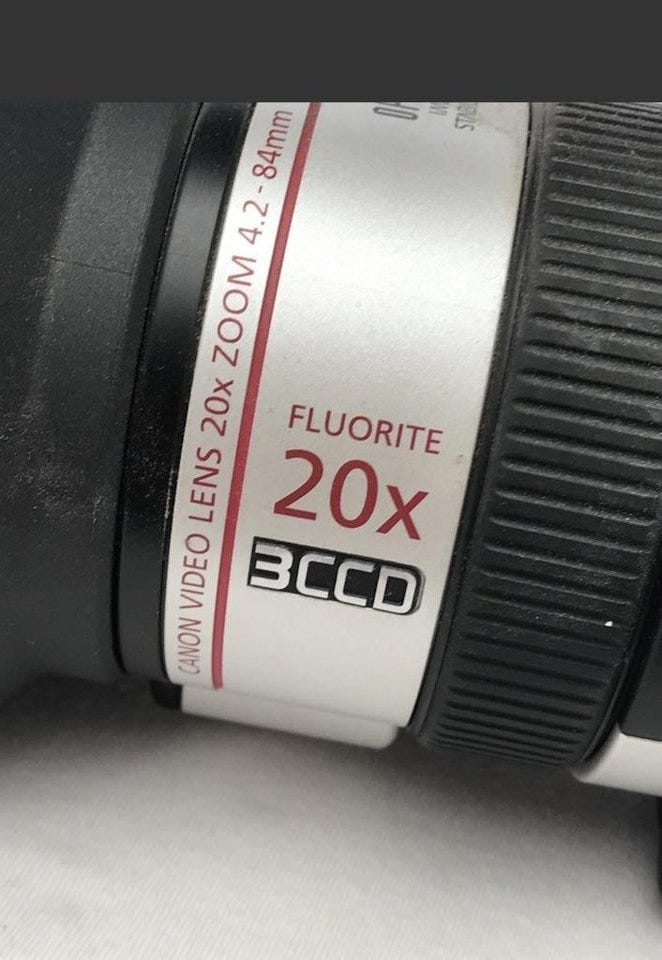 CANON VIDEO LENS 20x ZOOM 4.2-84mm
FLUORITE
20x
3CCD